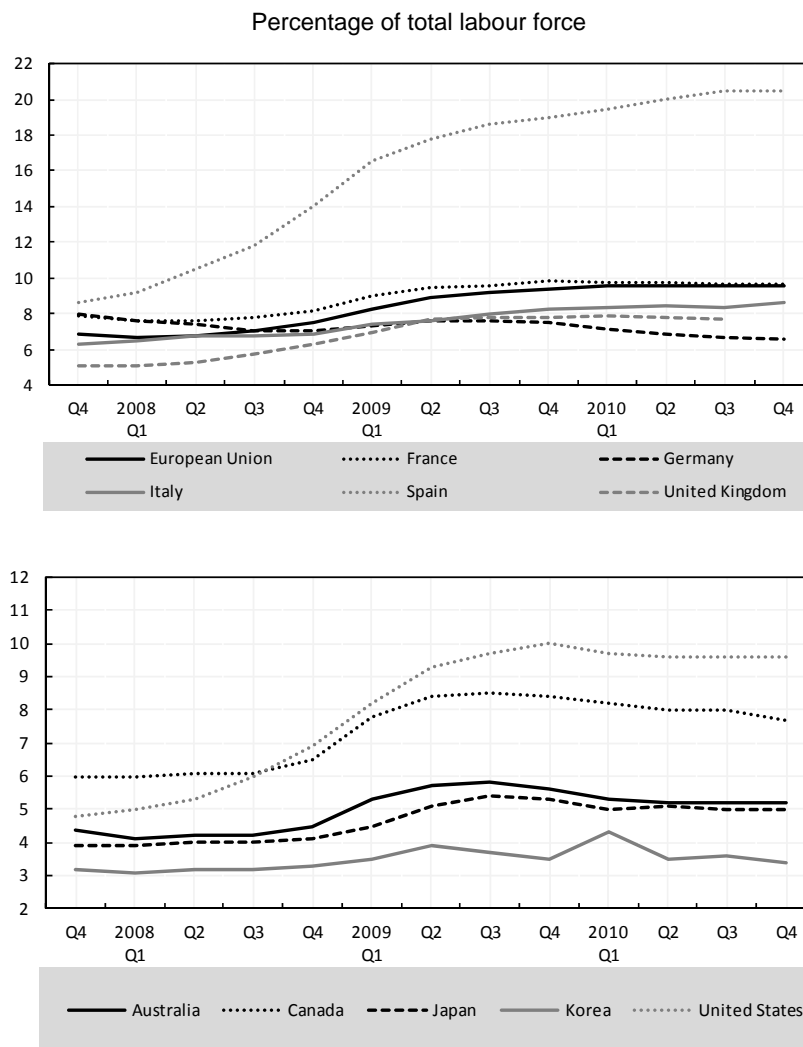 Percentage of total labour force
22
20
18
16
14
12
10
8
6
4
Q4 2008 Q2 Q3 Q4 2009 Q2 Q3 Q4 2010 Q2 Q3 Q4
Q1 Q1 Q1
European Union France Germany
Italy Spain United Kingdom
12
11
10
9
8
7
6
5
4
3
2
Q4 2008 Q2 Q3 Q4 2009 Q2 Q3 Q4 2010 Q2 Q3 Q4
Q1 Q1 Q1
Australia Canada Japan Korea United States